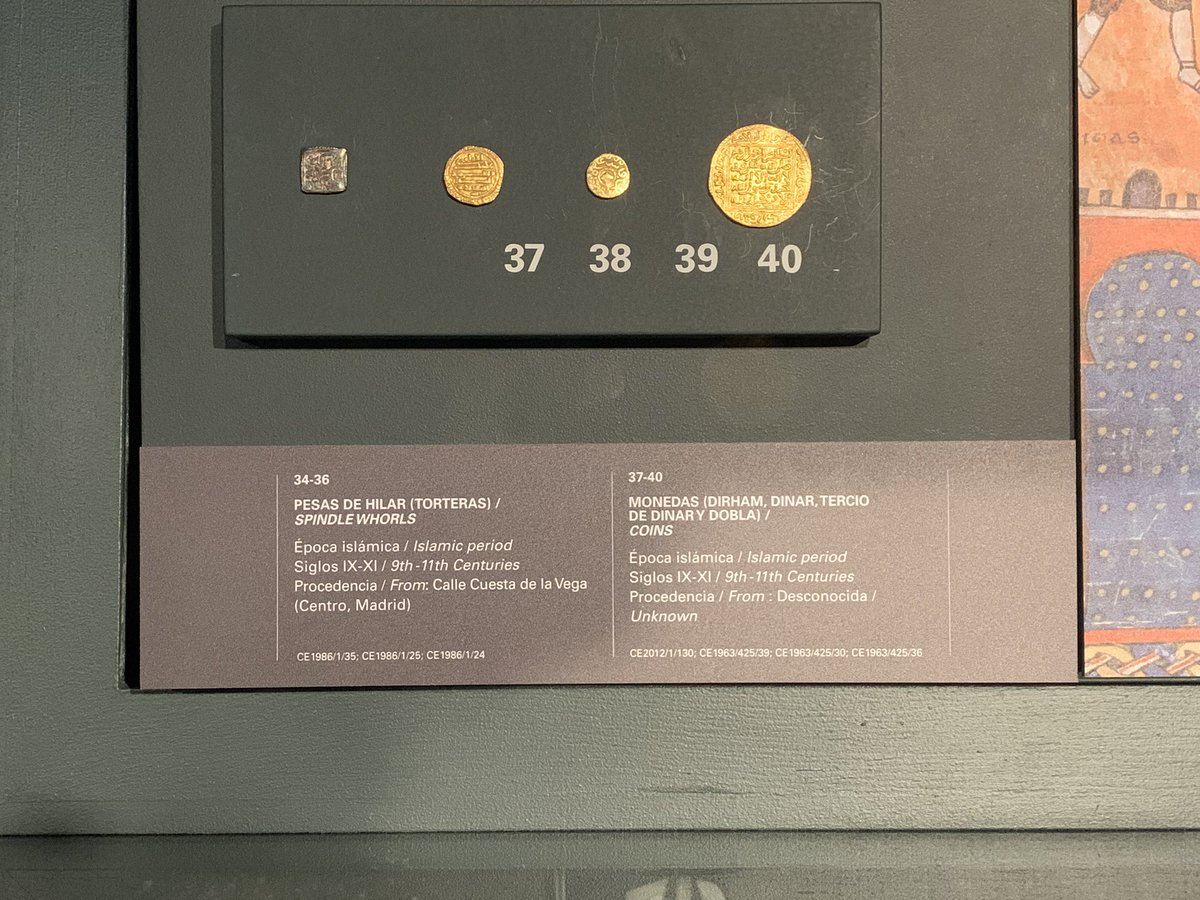 37 38 39 40
34-36
PESAS DE HILAR (TORTERAS) /
SPINDLE WHORLS
Época islámica / Islamic period
Siglos IX-XI / 9th-11th Centuries
Procedencia / From: Calle Cuesta de la Vega
(Centro, Madrid)
CE1986/1/35; CE1986/1/25; CE1986/1/24
37-40
MONEDAS (DIRHAM, DINAR, TERCIO
DE DINAR Y DOBLA) /
COINS
Época islámica / Islamic period
Siglos IX-XI / 9th-11th Centuries
Procedencia / From : Desconocida /
Unknown
CE2012/1/130; CE1963/425/39; CE1963/425/30; CE1963/425/36